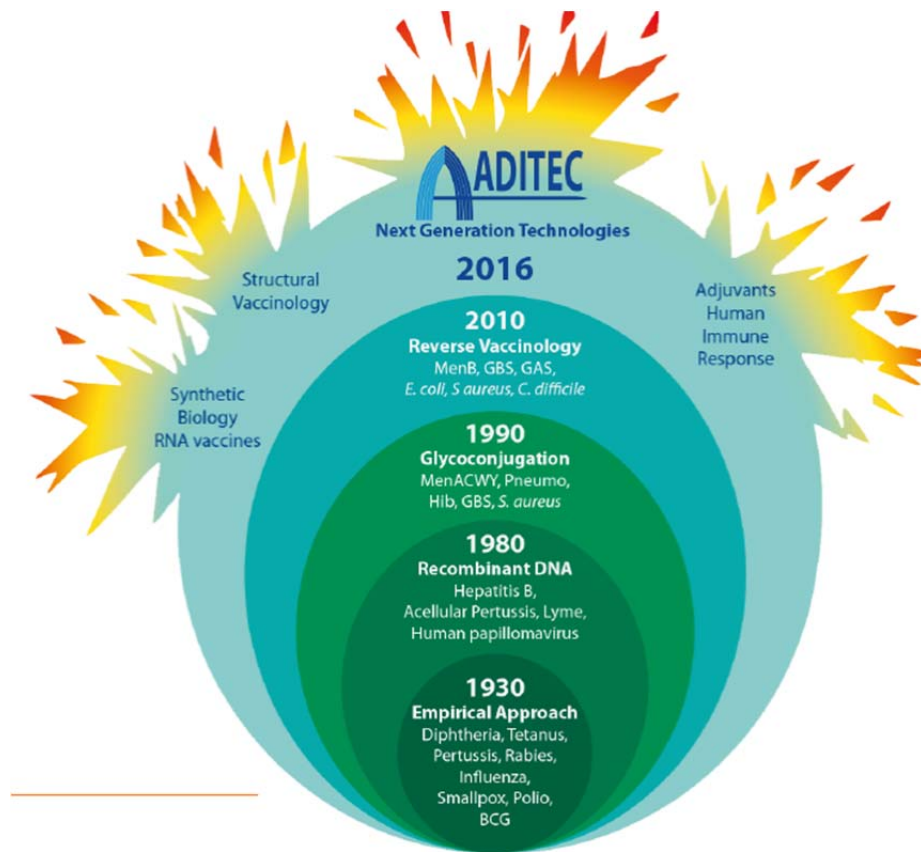 ADITEC
Next Generation Technologies
2016
Structural
Vaccinology
Adjuvants
Human
Immune
Response
Synthetic
Biology
RNA vaccines
2010
Reverse Vaccinology
MenB, GBS, GAS,
E. coli, S aureus, C. difficile
1990
Glycoconjugation
MenACWY, Pneumo,
Hib, GBS, S. aureus
1980
Recombinant DNA
Hepatitis B,
Acellular Pertussis, Lyme,
Human papillomavirus
1930
Empirical Approach
Diphtheria, Tetanus,
Pertussis, Rabies,
Influenza,
Smallpox, Polio,
BCG